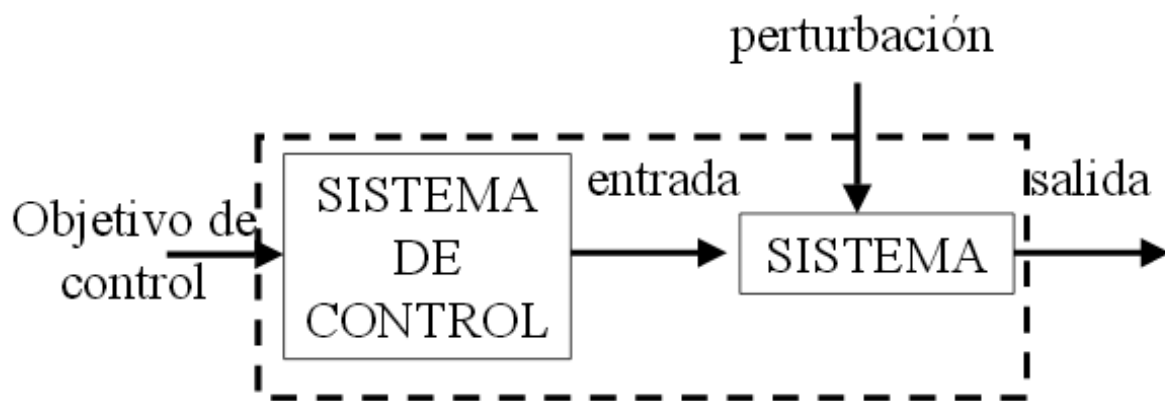 perturbación
Objetivo de
control
SISTEMA
DE
CONTROL
entrada
SISTEMA
salida